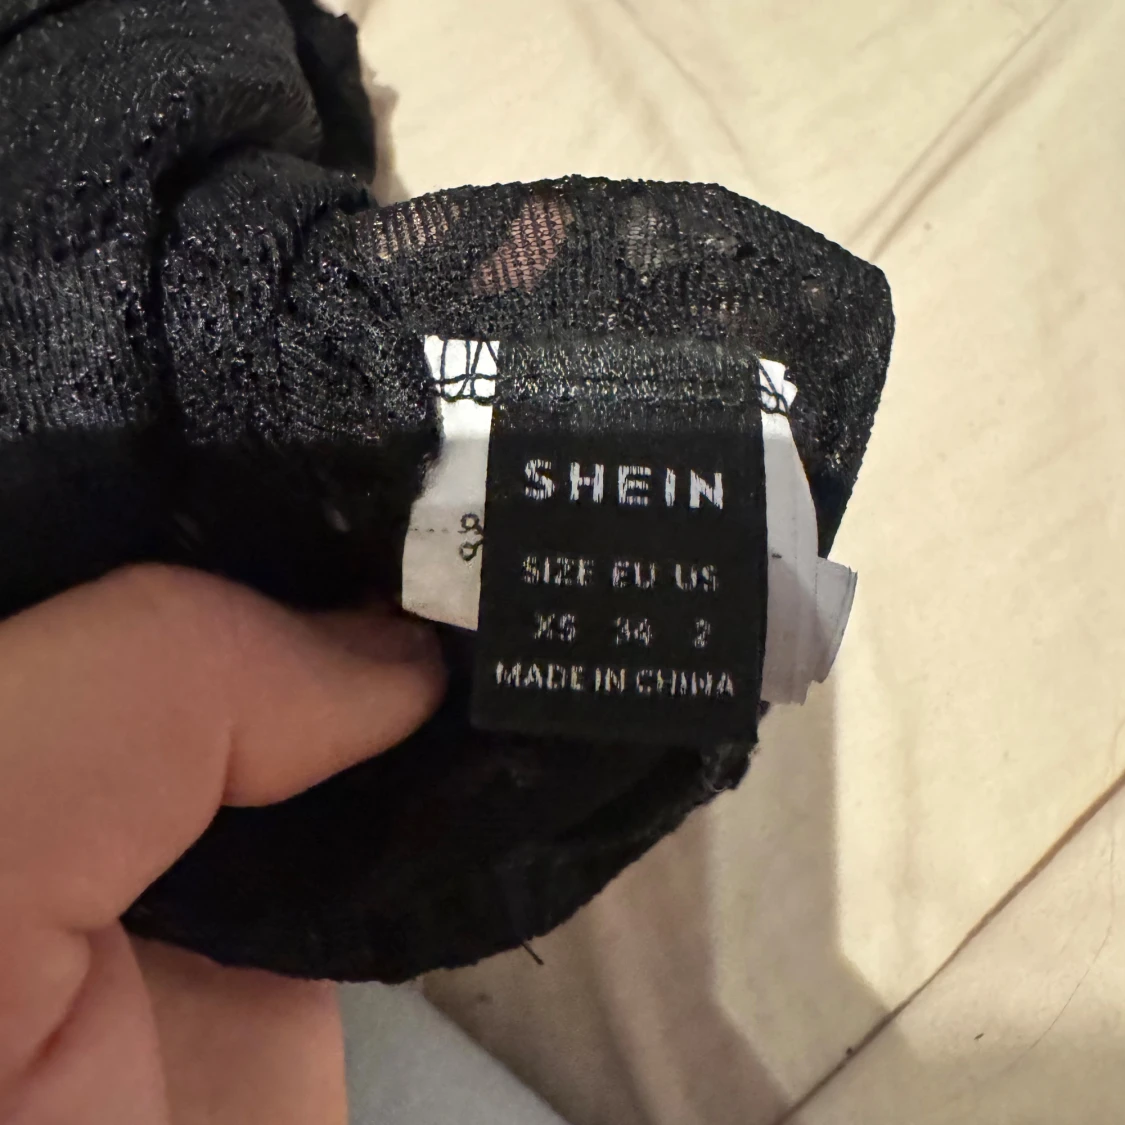 SHEIN
SIZE EU US
XS 34 2
MADE IN CHINA